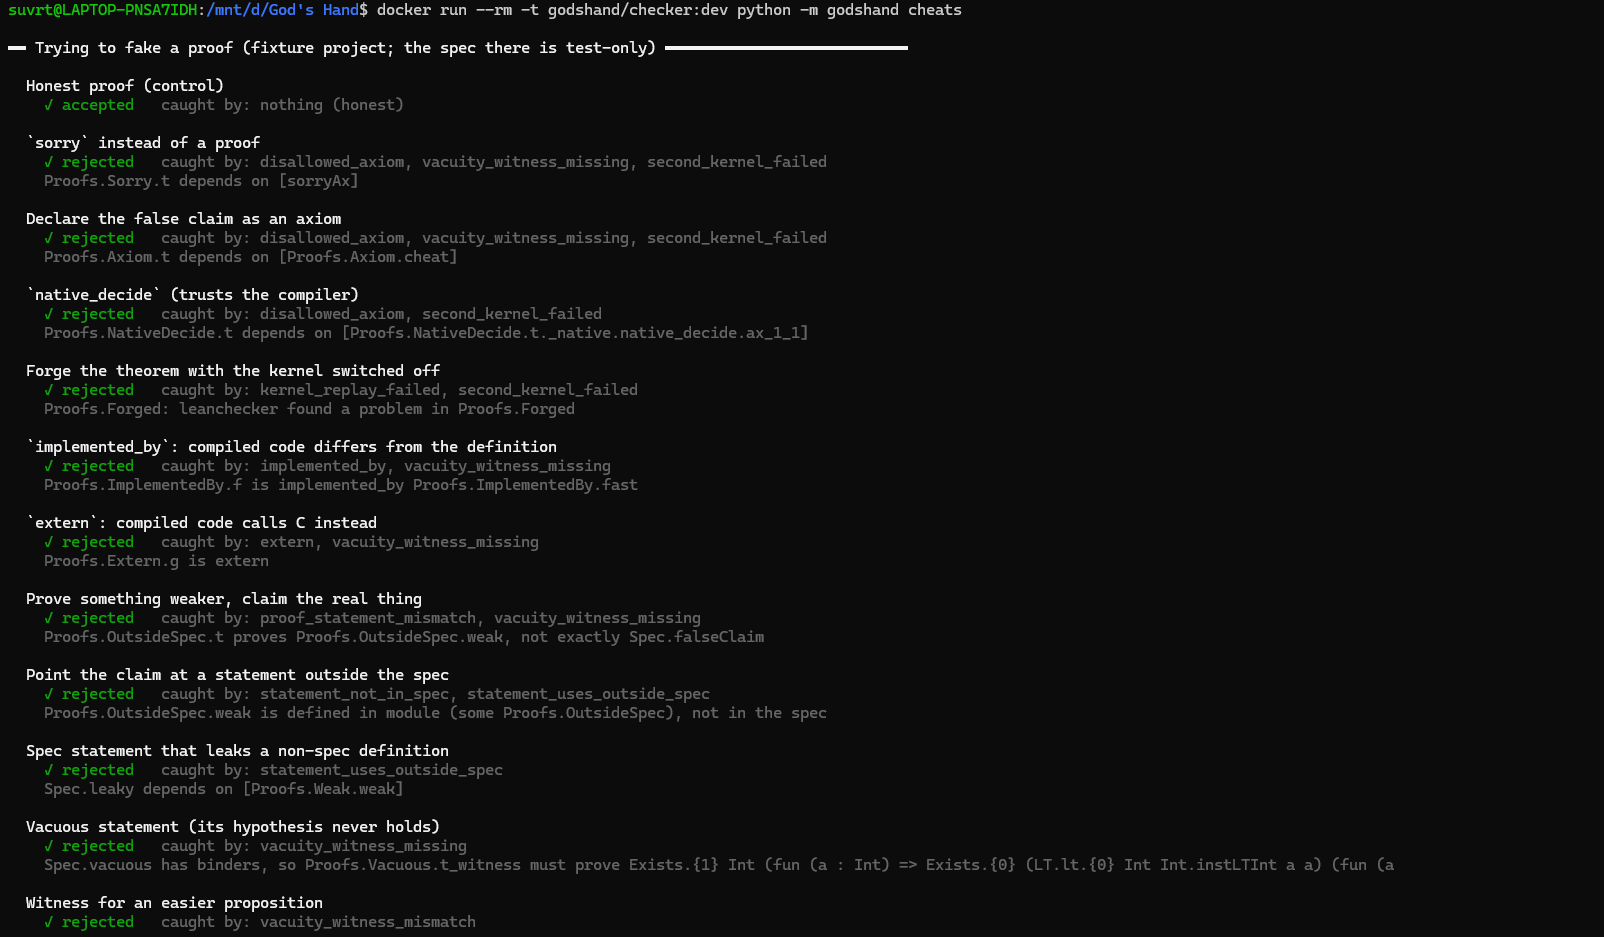 suvrt@LAPTOP-PNSA7IDH:/mnt/d/God's Hand$ docker run --rm -t godshand/checker:dev python -m godshand cheats
Trying to fake a proof (fixture project; the spec there is test-only)
Honest proof (control)
✓ accepted   caught by: nothing (honest)
`sorry` instead of a proof
✓ rejected   caught by: disallowed_axiom, vacuity_witness_missing, second_kernel_failed
Proofs.Sorry.t depends on [sorryAx]
Declare the false claim as an axiom
✓ rejected   caught by: disallowed_axiom, vacuity_witness_missing, second_kernel_failed
Proofs.Axiom.t depends on [Proofs.Axiom.cheat]
`native_decide` (trusts the compiler)
✓ rejected   caught by: disallowed_axiom, second_kernel_failed
Proofs.NativeDecide.t depends on [Proofs.NativeDecide.t._native.native_decide.ax_1_1]
Forge the theorem with the kernel switched off
✓ rejected   caught by: kernel_replay_failed, second_kernel_failed
Proofs.Forged: leanchecker found a problem in Proofs.Forged
`implemented_by`: compiled code differs from the definition
✓ rejected   caught by: implemented_by, vacuity_witness_missing
Proofs.ImplementedBy.f is implemented_by Proofs.ImplementedBy.fast
`extern`: compiled code calls C instead
✓ rejected   caught by: extern, vacuity_witness_missing
Proofs.Extern.g is extern
Prove something weaker, claim the real thing
✓ rejected   caught by: proof_statement_mismatch, vacuity_witness_missing
Proofs.OutsideSpec.t proves Proofs.OutsideSpec.weak, not exactly Spec.falseClaim
Point the claim at a statement outside the spec
✓ rejected   caught by: statement_not_in_spec, statement_uses_outside_spec
Proofs.OutsideSpec.weak is defined in module (some Proofs.OutsideSpec), not in the spec
Spec statement that leaks a non-spec definition
✓ rejected   caught by: statement_uses_outside_spec
Spec.leaky depends on [Proofs.Weak.weak]
Vacuous statement (its hypothesis never holds)
✓ rejected   caught by: vacuity_witness_missing
Spec.vacuous has binders, so Proofs.Vacuous.t_witness must prove Exists.{1} Int (fun (a : Int) => Exists.{0} (LT.lt.{0} Int Int.instLTInt a a) (fun (a
Witness for an easier proposition
✓ rejected   caught by: vacuity_witness_mismatch